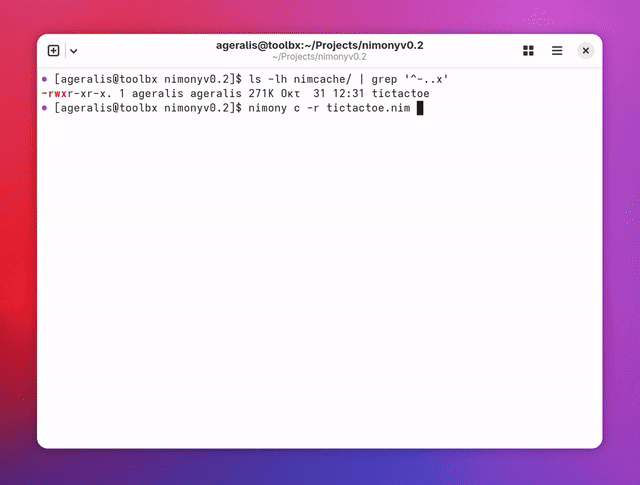 ageralis@toolbx:~/Projects/nimonyv0.2
~/Projects/nimonyv0.2
[ageralis@toolbx nimonyv0.2]$ ls -lh nimcache/ | grep '^-..x'
-rwxr-xr-x. 1 ageralis ageralis 271K Οκτ  31 12:31 tictactoe
[ageralis@toolbx nimonyv0.2]$ nimony c -r tictactoe.nim